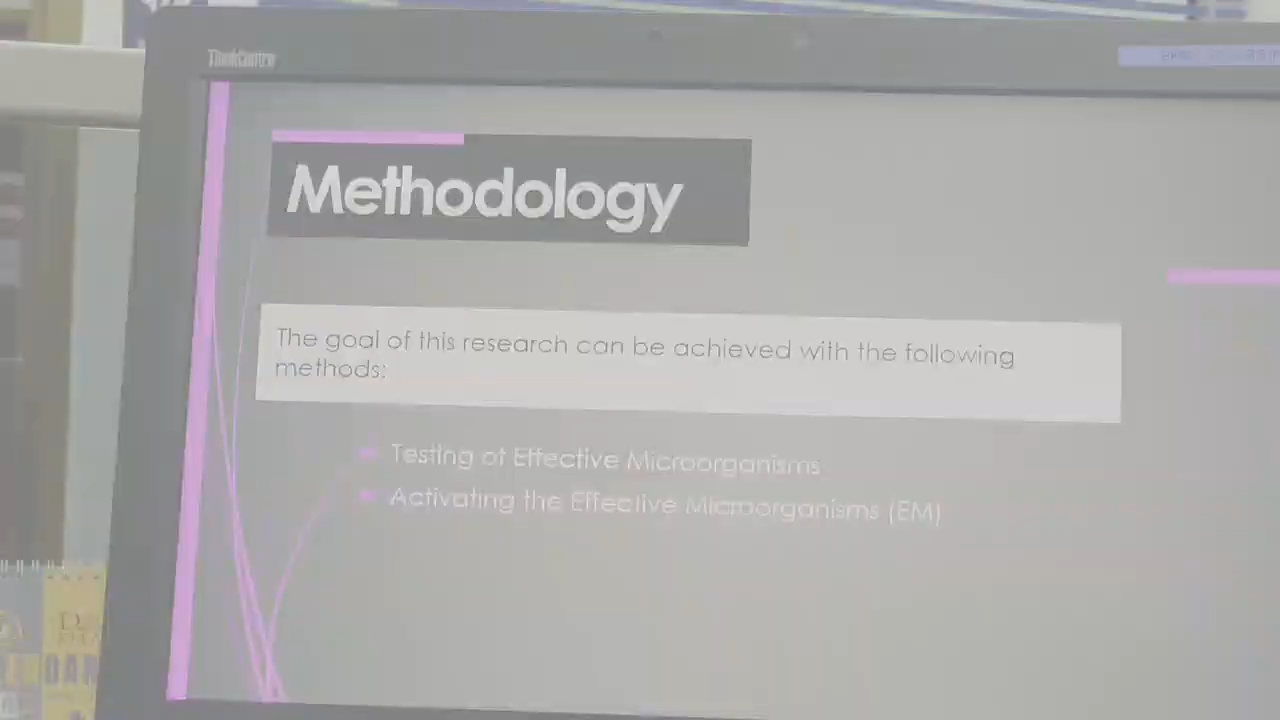 ThinkCentre
Methodology
The goal of this research can be achieved with the following
methods:
Testing of Effective Microorganisms
Activating the Effective Microorganisms (EM)